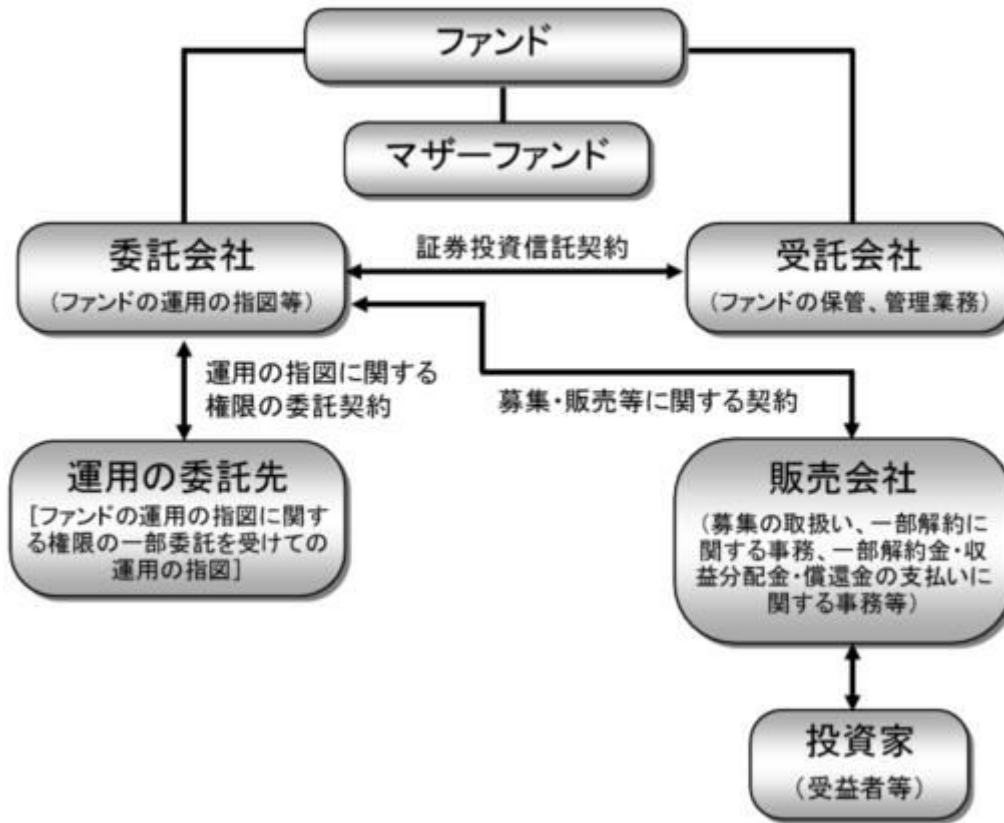 ファンド
マザーファンド
委託会社
（ファンドの運用の指図等）
証券投資信託契約
受託会社
（ファンドの保管、管理業務）
運用の指図に関する
権限の委託契約
募集・販売等に関する契約
運用の委託先
［ファンドの運用の指図に関す
る権限の一部委託を受けての
運用の指図］
販売会社
（募集の取扱い、一部解約に
関する事務、一部解約金・収
益分配金・償還金の支払いに
関する事務等）
投資家
（受益者等）